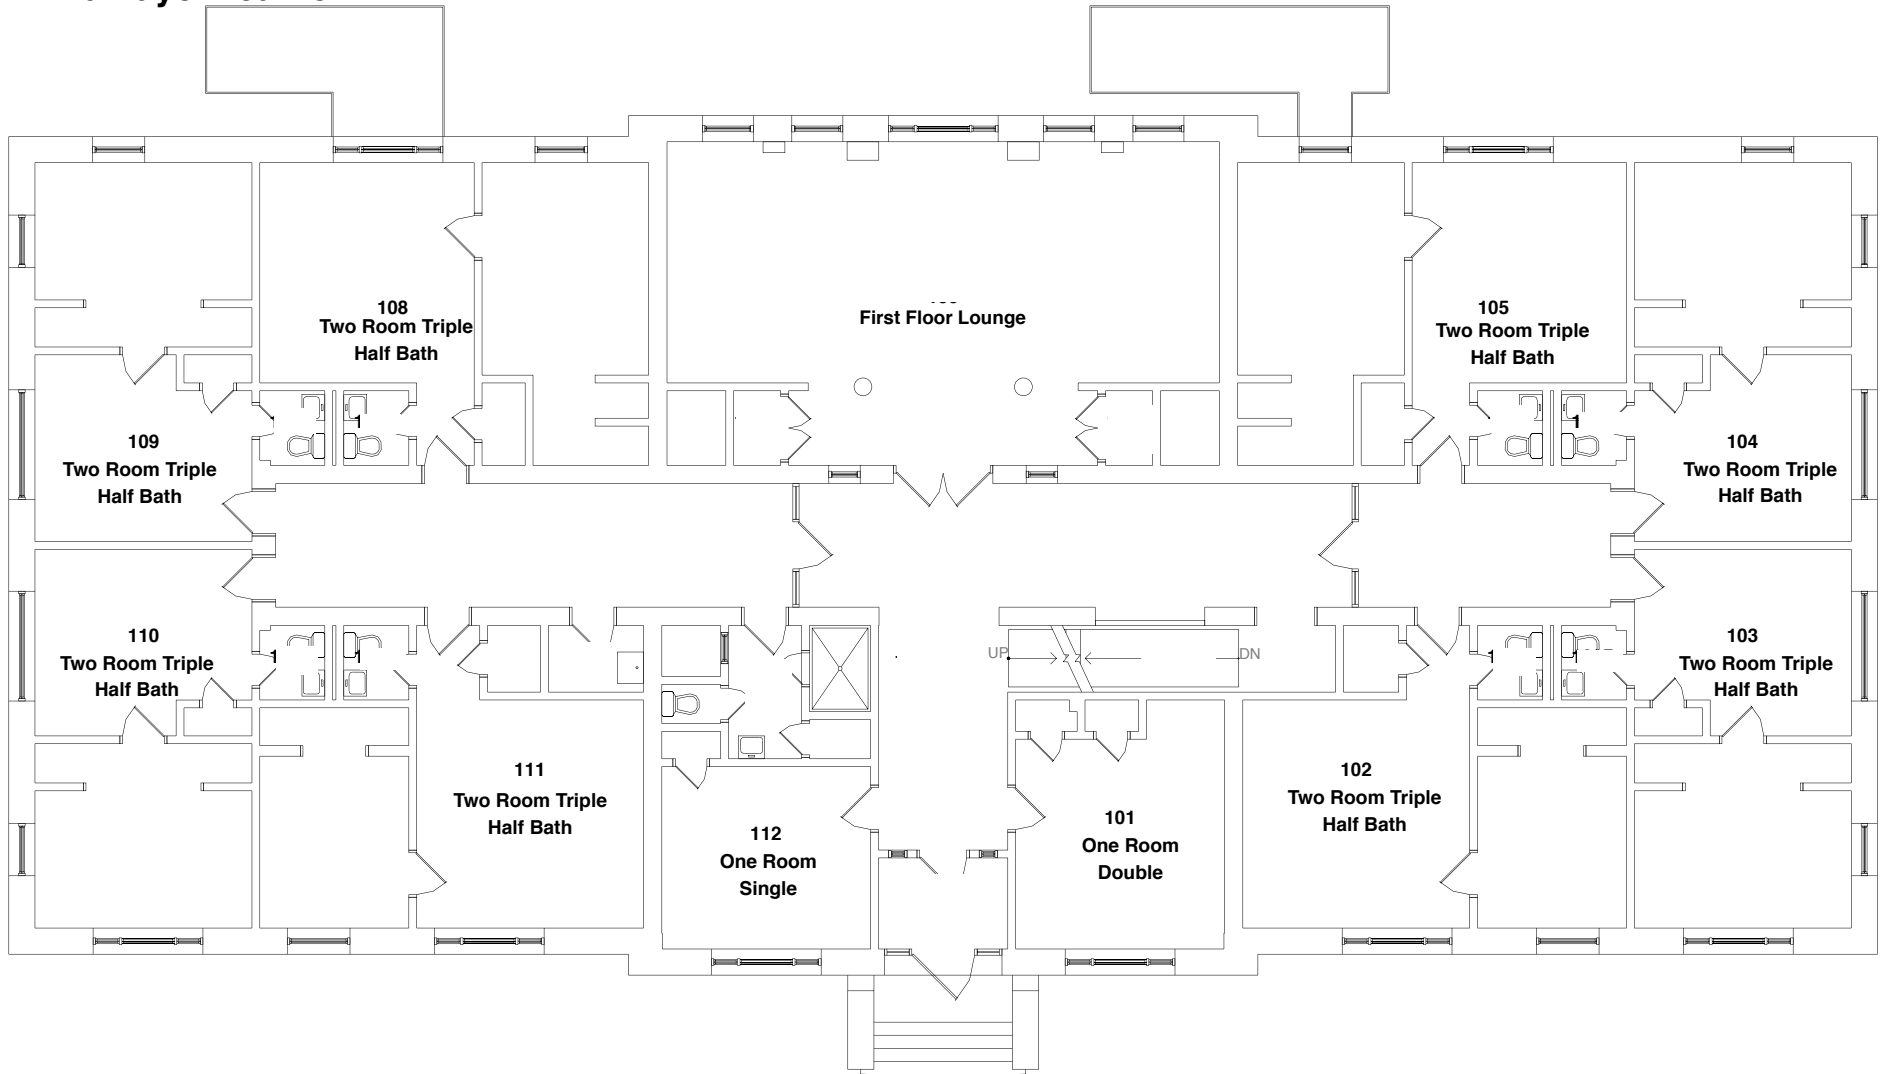 108
Two Room Triple
Half Bath
First Floor Lounge
105
Two Room Triple
Half Bath
109
Two Room Triple
Half Bath
104
Two Room Triple
Half Bath
110
Two Room Triple
Half Bath
UP
DN
103
Two Room Triple
Half Bath
111
Two Room Triple
Half Bath
112
One Room
Single
101
One Room
Double
102
Two Room Triple
Half Bath